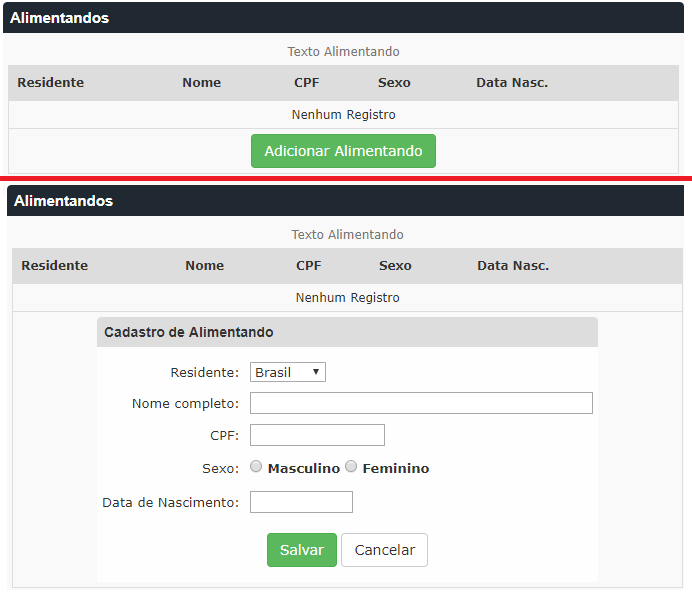 Alimentandos
Texto Alimentando
Residente Nome CPF Sexo Data Nasc.
Nenhum Registro
Adicionar Alimentando
Alimentandos
Texto Alimentando
Residente Nome CPF Sexo Data Nasc.
Nenhum Registro
Cadastro de Alimentando
Residente: Brasil
Nome completo:
CPF:
Sexo: Masculino Feminino
Data de Nascimento:
Salvar Cancelar